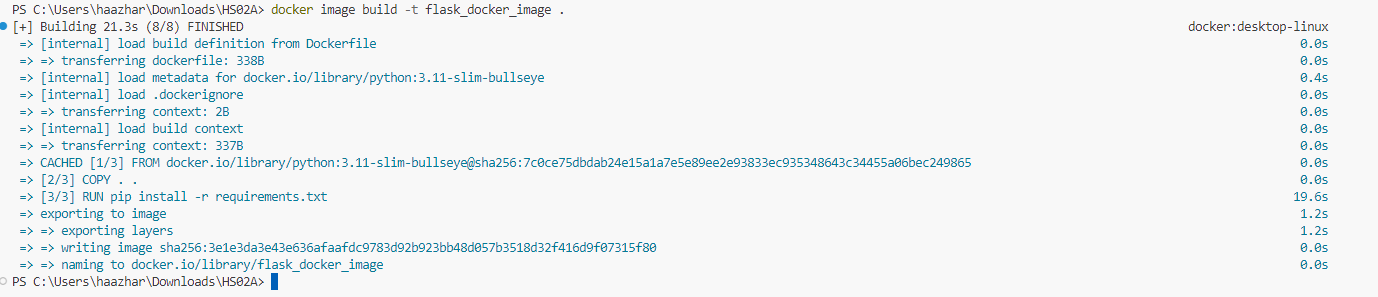 PS C:\Users\haazhar\Downloads\HS02A> docker image build -t flask_docker_image .
[+] Building 21.3s (8/8) FINISHED docker:desktop-linux
=> [internal] load build definition from Dockerfile 0.0s
=> => transferring dockerfile: 338B 0.0s
=> [internal] load metadata for docker.io/library/python:3.11-slim-bullseye 0.4s
=> [internal] load .dockerignore 0.0s
=> => transferring context: 2B 0.0s
=> [internal] load build context 0.0s
=> => transferring context: 337B 0.0s
=> CACHED [1/3] FROM docker.io/library/python:3.11-slim-bullseye@sha256:7c0ce75dbdab24e15a1a7e5e89ee2e93833ec935348643c34455a06bec249865 0.0s
=> [2/3] COPY . . 0.0s
=> [3/3] RUN pip install -r requirements.txt 19.6s
=> exporting to image 1.2s
=> => exporting layers 1.2s
=> => writing image sha256:3e1e3da3e43e636afaafdc9783d92b923bb48d057b3518d32f416d9f07315f80 0.0s
=> => naming to docker.io/library/flask_docker_image 0.0s
PS C:\Users\haazhar\Downloads\HS02A>